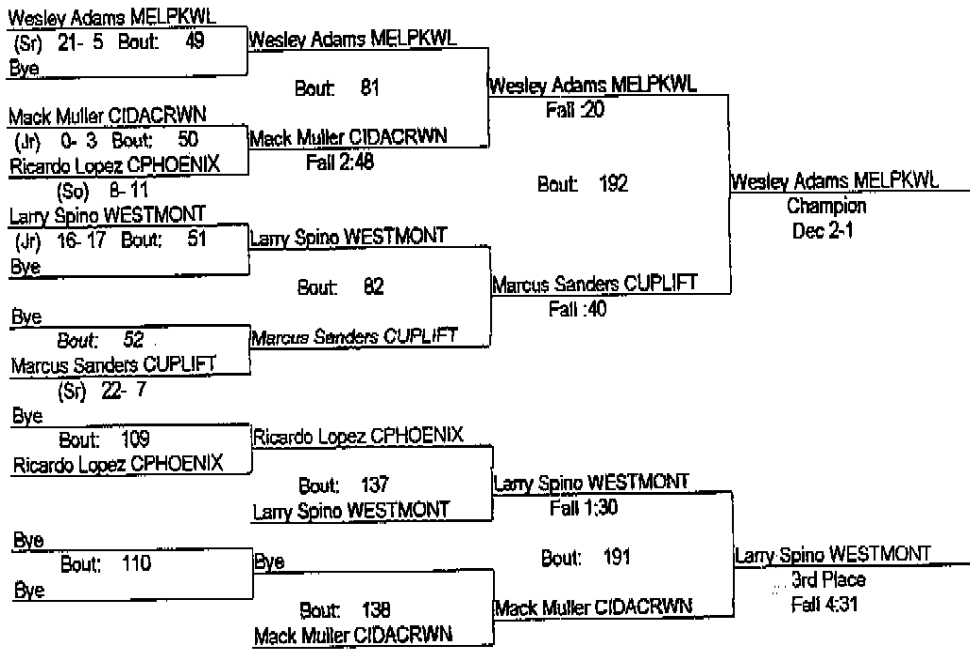 Wesley Adams MELPKWL
(Sr) 21- 5 Bout: 49
Bye
Wesley Adams MELPKWL
Bout: 81
Mack Muller CIDACRWN
(Jr) 0- 3 Bout: 50
Ricardo Lopez CPHOENIX
(So) 8- 11
Mack Muller CIDACRWN
Fall 2:48
Wesley Adams MELPKWL
Fall :20
Bout: 192
Larry Spino WESTMONT
(Jr) 16- 17 Bout: 51
Bye
Larry Spino WESTMONT
Bout: 82
Bye
Bout: 52
Marcus Sanders CUPLIFT
(Sr) 22- 7
Marcus Sanders CUPLIFT
Marcus Sanders CUPLIFT
Fall :40
Wesley Adams MELPKWL
Champion
Dec 2-1
Bye
Bout: 109
Ricardo Lopez CPHOENIX
Ricardo Lopez CPHOENIX
Bout: 137
Larry Spino WESTMONT
Larry Spino WESTMONT
Fall 1:30
Bout: 191
Bye
Bout: 110
Bye
Bye
Bout: 138
Mack Muller CIDACRWN
Mack Muller CIDACRWN
Larry Spino WESTMONT
3rd Place
Fall 4:31